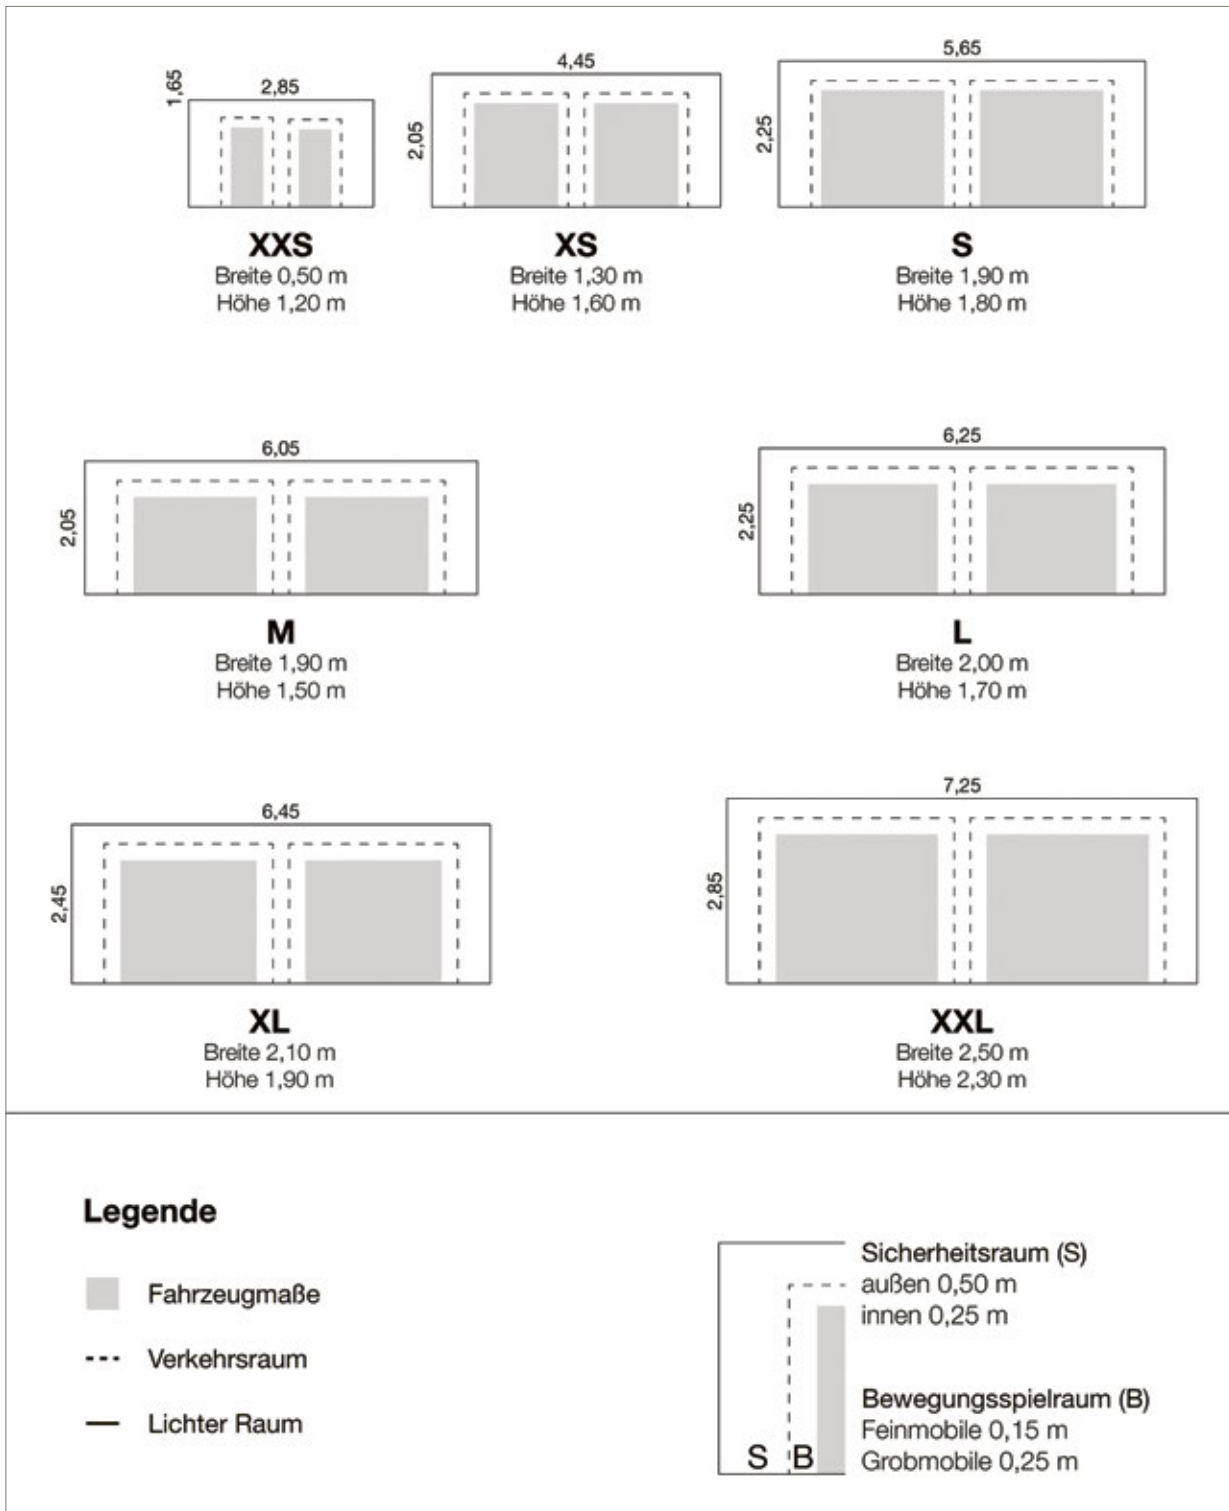 1,65
2,85
XXS
Breite 0,50 m
Höhe 1,20 m
4,45
2,05
XS
Breite 1,30 m
Höhe 1,60 m
5,65
2,25
S
Breite 1,90 m
Höhe 1,80 m
6,05
2,05
M
Breite 1,90 m
Höhe 1,50 m
6,25
2,25
L
Breite 2,00 m
Höhe 1,70 m
6,45
2,45
XL
Breite 2,10 m
Höhe 1,90 m
7,25
2,85
XXL
Breite 2,50 m
Höhe 2,30 m
Legende
Fahrzeugmaße
Verkehrsraum
Lichter Raum
S B
Sicherheitsraum (S)
außen 0,50 m
innen 0,25 m
Bewegungsspielraum (B)
Feinmobile 0,15 m
Grobmobile 0,25 m